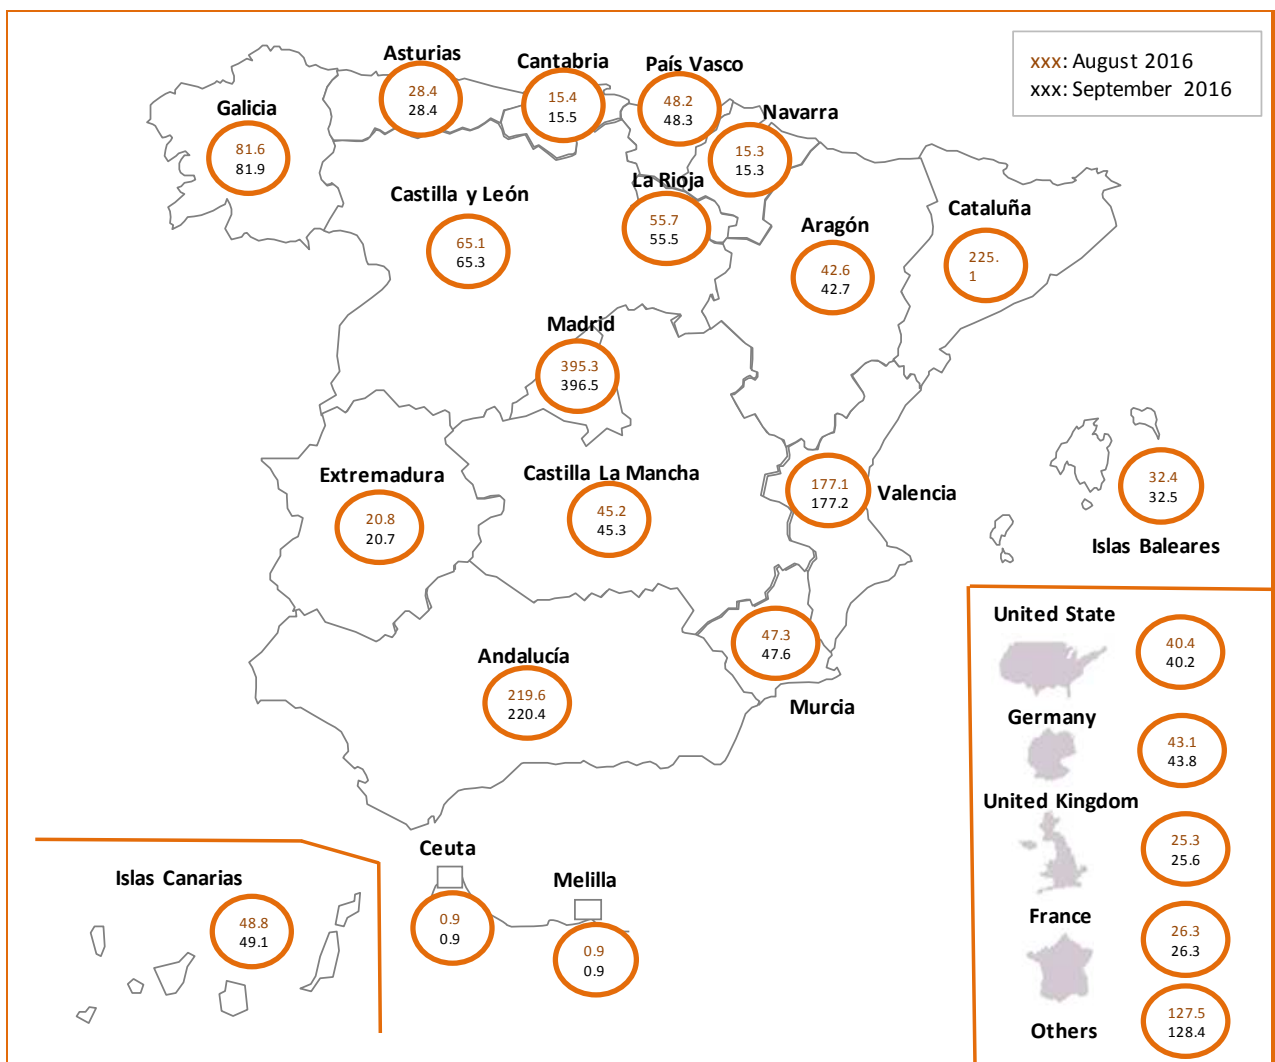 xxx: August 2016
xxx: September 2016
Asturias
28.4
28.4
Cantabria
15.4
15.5
País Vasco
48.2
48.3
Navarra
15.3
15.3
Galicia
81.6
81.9
Castilla y León
65.1
65.3
La Rioja
55.7
55.5
Aragón
42.6
42.7
Cataluña
225.
1
Madrid
395.3
396.5
Extremadura
20.8
20.7
Castilla La Mancha
45.2
45.3
177.1
177.2
Valencia
32.4
32.5
Islas Baleares
Andalucía
219.6
220.4
47.3
47.6
Murcia
United State
40.4
40.2
Germany
43.1
43.8
United Kingdom
25.3
25.6
France
26.3
26.3
Others
127.5
128.4
Islas Canarias
48.8
49.1
Ceuta
0.9
0.9
Melilla
0.9
0.9